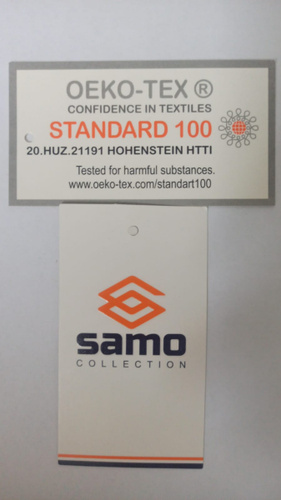 OEKO-TEX ®
CONFIDENCE IN TEXTILES
STANDARD 100
20.HUZ.21191 HOHENSTEIN HTTI
Tested for harmful substances.
www.oeko-tex.com/standart100
samo
COLLECTION